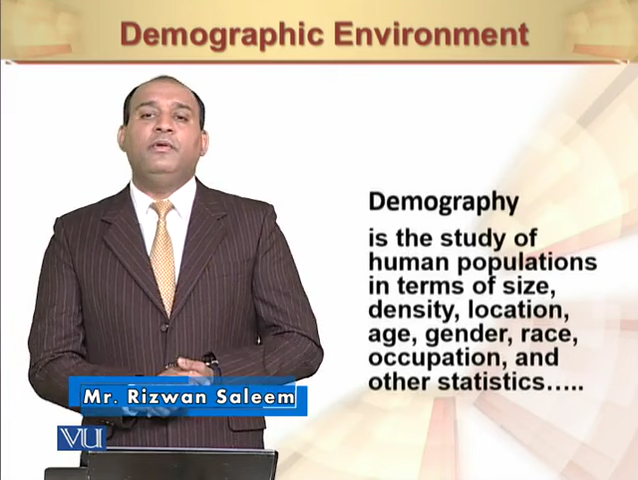 Demographic Environment
Demography
is the study of
human populations
in terms of size,
density, location,
age, gender, race,
occupation, and
other statistics…..
Mr. Rizwan Saleem
VU